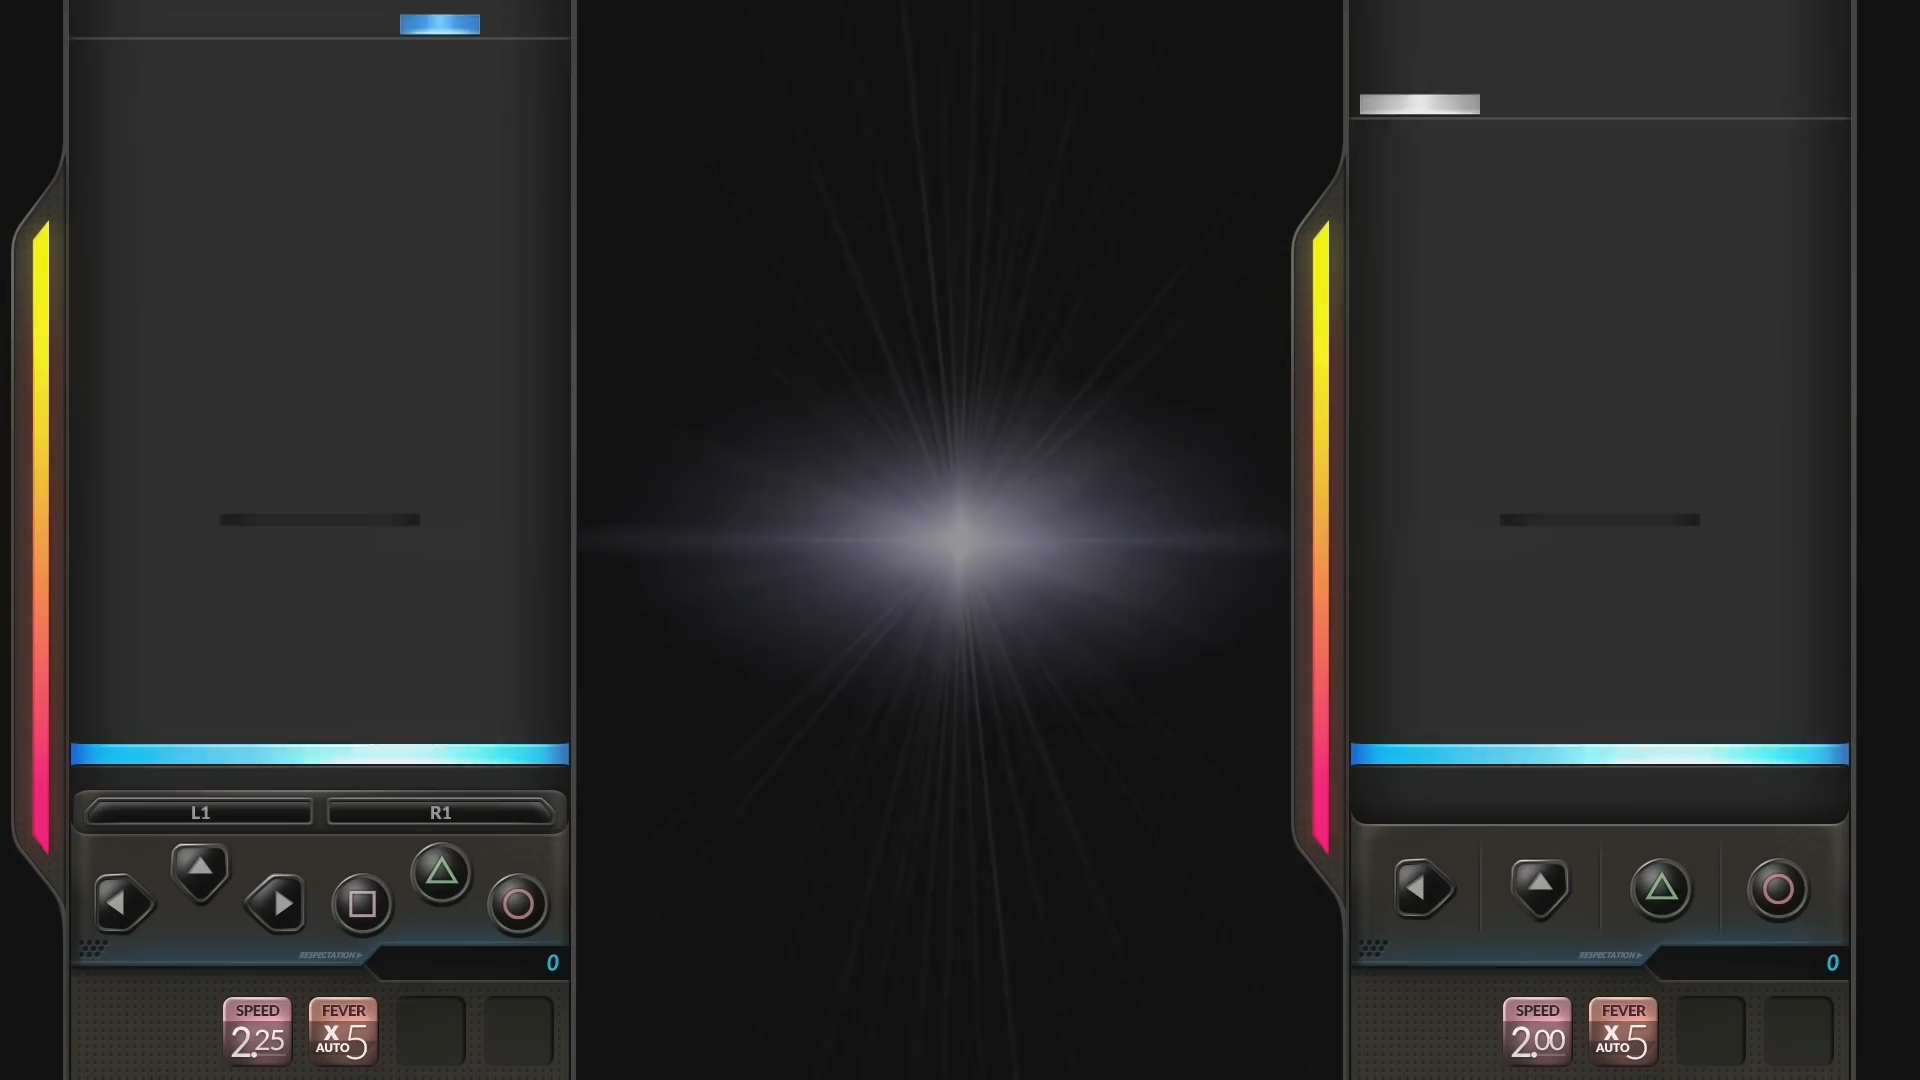 L1 R1
RESPECTATION
0
SPEED 2.25
FEVER X AUTO 5
RESPECTATION
0
SPEED 2.00
FEVER X AUTO 5